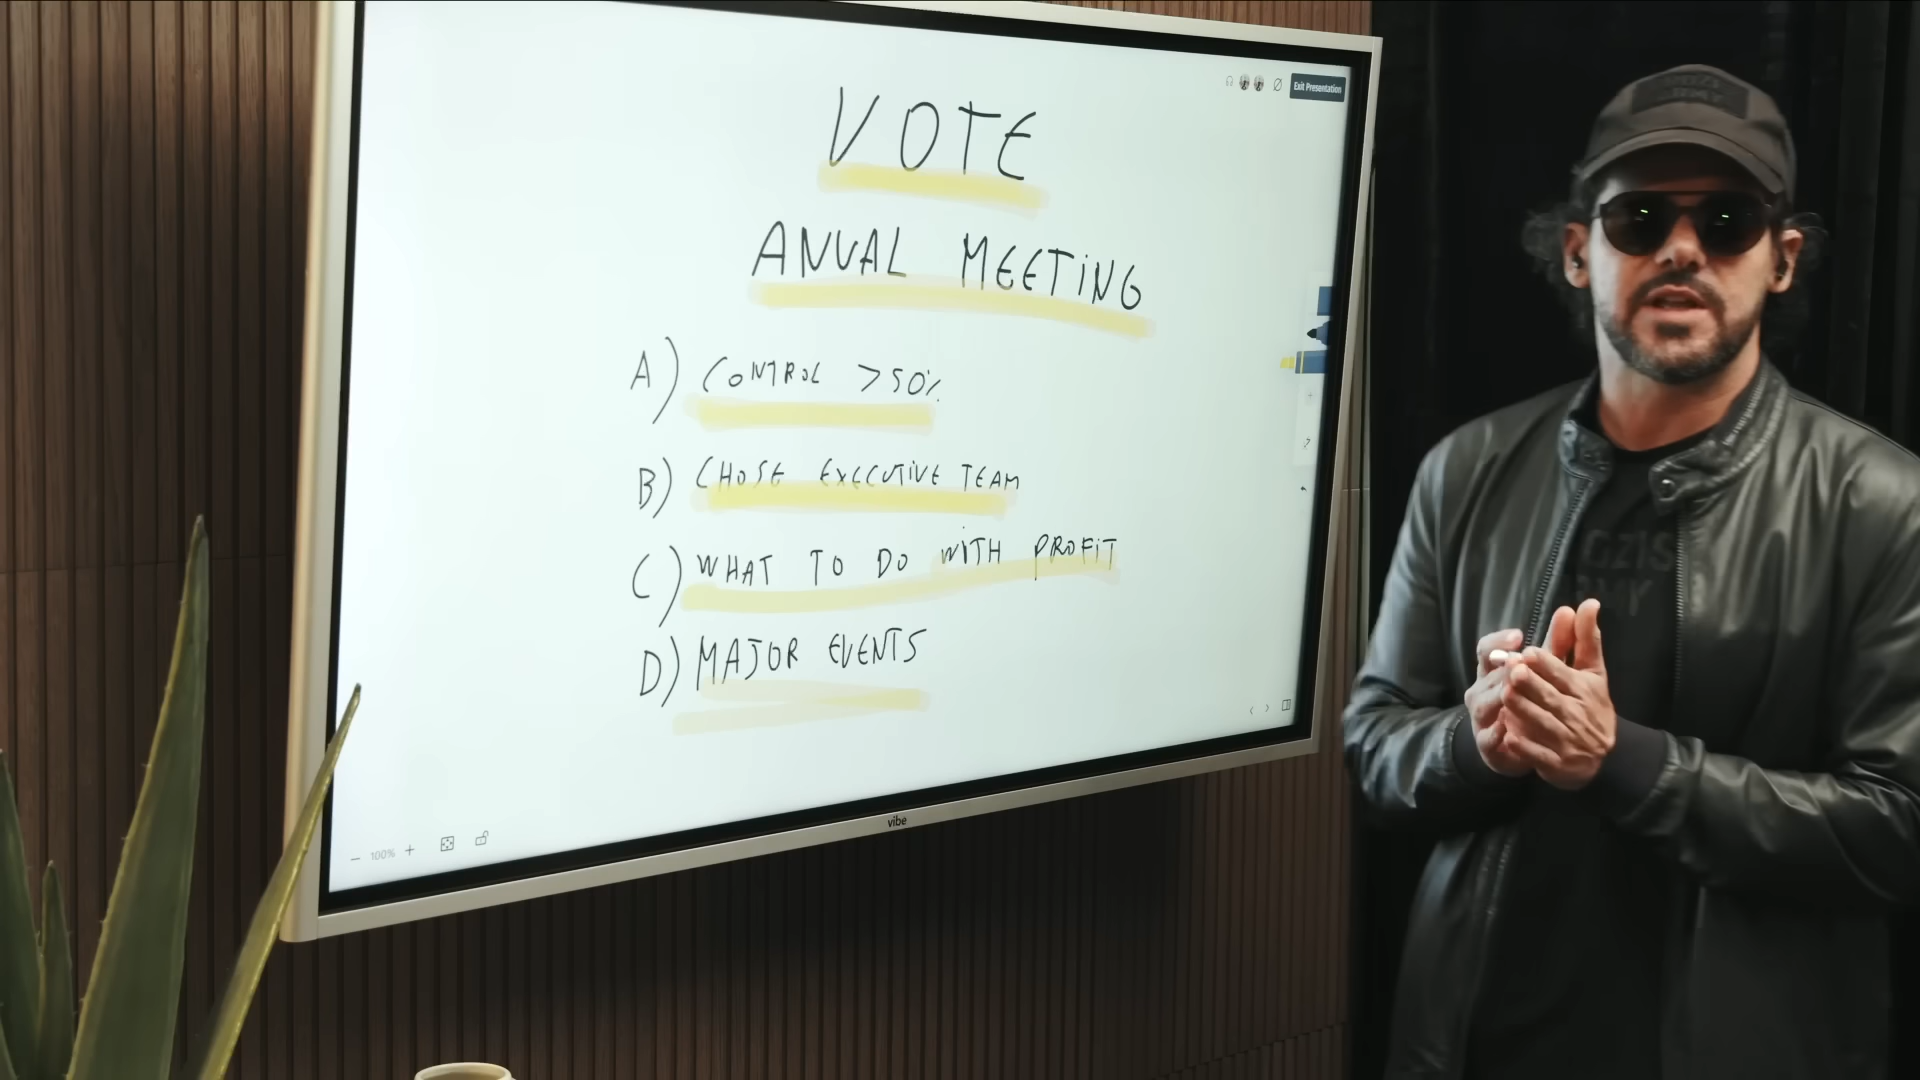 Exit Presentation
VOTE
ANUAL MEETiNG
A) CONTROL >50%
B) CHOSE EXECUTIVE TEAM
C) WHAT TO DO WiTH PROFiT
D) MAJOR EVENTS
100%
vibe